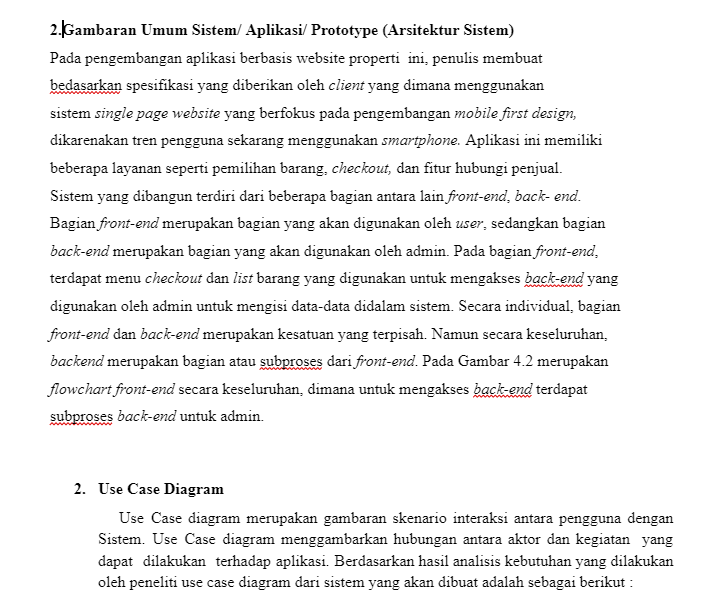 2.Gambaran Umum Sistem/ Aplikasi/ Prototype (Arsitektur Sistem)
Pada pengembangan aplikasi berbasis website properti ini, penulis membuat
bedasarkan spesifikasi yang diberikan oleh client yang dimana menggunakan
sistem single page website yang berfokus pada pengembangan mobile first design,
dikarenakan tren pengguna sekarang menggunakan smartphone. Aplikasi ini memiliki
beberapa layanan seperti pemilihan barang, checkout, dan fitur hubungi penjual.
Sistem yang dibangun terdiri dari beberapa bagian antara lain front-end, back- end.
Bagian front-end merupakan bagian yang akan digunakan oleh user, sedangkan bagian
back-end merupakan bagian yang akan digunakan oleh admin. Pada bagian front-end,
terdapat menu checkout dan list barang yang digunakan untuk mengakses back-end yang
digunakan oleh admin untuk mengisi data-data didalam sistem. Secara individual, bagian
front-end dan back-end merupakan kesatuan yang terpisah. Namun secara keseluruhan,
backend merupakan bagian atau subproses dari front-end. Pada Gambar 4.2 merupakan
flowchart front-end secara keseluruhan, dimana untuk mengakses back-end terdapat
subproses back-end untuk admin.
2. Use Case Diagram
Use Case diagram merupakan gambaran skenario interaksi antara pengguna dengan
Sistem. Use Case diagram menggambarkan hubungan antara aktor dan kegiatan yang
dapat dilakukan terhadap aplikasi. Berdasarkan hasil analisis kebutuhan yang dilakukan
oleh peneliti use case diagram dari sistem yang akan dibuat adalah sebagai berikut :